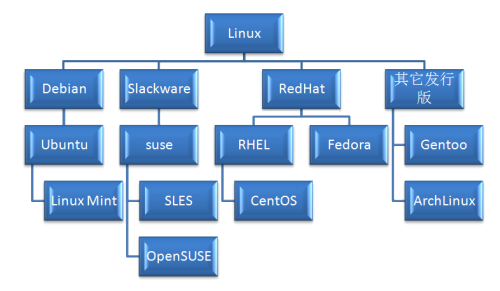 Linux
Debian
Slackware
RedHat
其它发行
版
Ubuntu
suse
RHEL
Fedora
Gentoo
Linux Mint
SLES
CentOS
ArchLinux
OpenSUSE